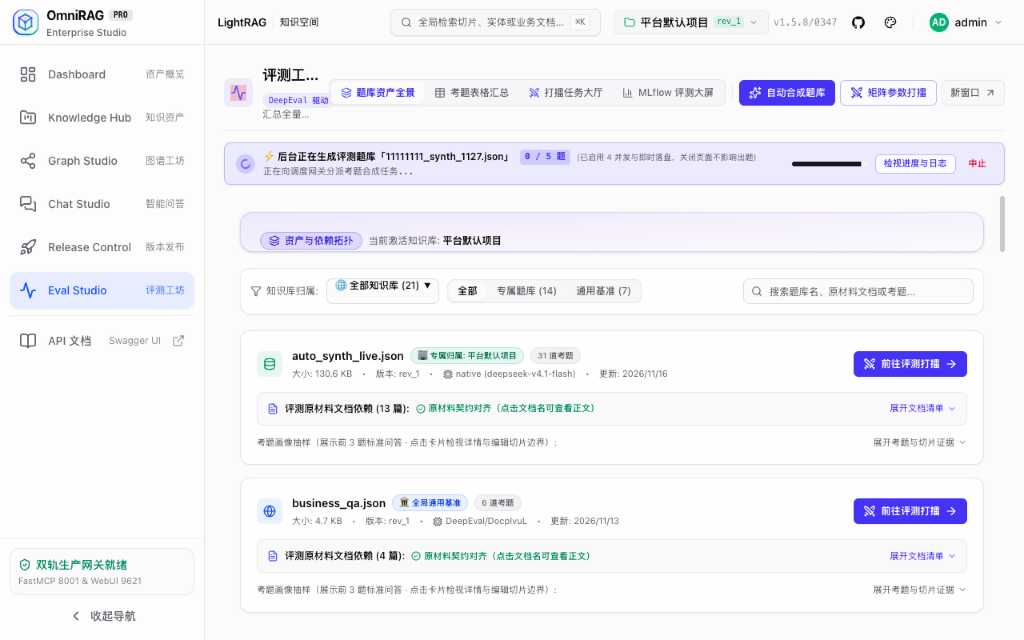 OmniRAG PRO
Enterprise Studio
LightRAG 知识空间
全局检索切片、实体或业务文档... ⌘K
平台默认项目 rev_1
v1.5.8/0347
AD admin
Dashboard 资产概览
Knowledge Hub 知识资产
Graph Studio 图谱工坊
Chat Studio 智能问答
Release Control 版本发布
Eval Studio 评测工坊
API 文档 Swagger UI
双轨生产网关就绪
FastMCP 8001 & WebUI 9621
收起导航
评测工...
DeepEval 驱动
汇总全量...
题库资产全景
考题表格汇总
打擂任务大厅
MLflow 评测大屏
自动合成题库
矩阵参数打擂
新窗口
⚡后台正在生成评测题库「11111111_synth_1127.json」 0 / 5 题 (已启用 4 并发与即时落盘，关闭页面不影响出题)
正在向调度网关分派考题合成任务...
检视进度与日志
中止
资产与依赖拓扑 当前激活知识库: 平台默认项目
知识库归属: 🌐 全部知识库 (21) ▼
全部 专属题库 (14) 通用基准 (7)
搜索题库名、原材料文档或考题...
auto_synth_live.json 专属归属: 平台默认项目 31 道考题
大小: 130.6 KB • 版本: rev_1 • native (deepseek-v4.1-flash) • 更新: 2026/11/16
前往评测打擂
评测原材料文档依赖 (13 篇): 原材料契约对齐（点击文档名可查看正文）
展开文档清单
考题画像抽样（展示前 3 题标准问答 · 点击卡片检视详情与编辑切片边界）:
展开考题与切片证据
business_qa.json 全局通用基准 6 道考题
大小: 4.7 KB • 版本: rev_1 • DeepEval/DocpIvuL • 更新: 2026/11/13
前往评测打擂
评测原材料文档依赖 (4 篇): 原材料契约对齐（点击文档名可查看正文）
展开文档清单
考题画像抽样（展示前 3 题标准问答 · 点击卡片检视详情与编辑切片边界）:
展开考题与切片证据